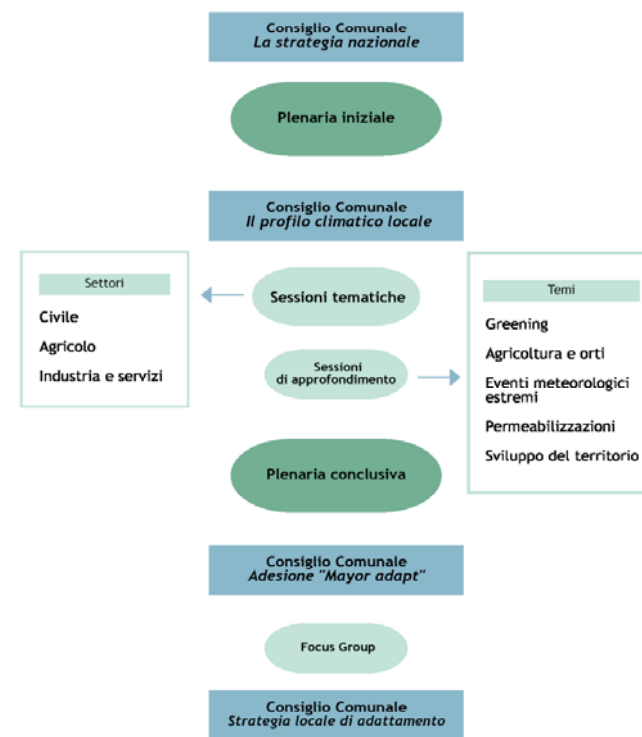 Consiglio Comunale
La strategia nazionale
Plenaria iniziale
Consiglio Comunale
Il profilo climatico locale
Settori
Civile
Agricolo
Industria e servizi
Sessioni tematiche
Sessioni
di approfondimento
Temi
Greening
Agricoltura e orti
Eventi meteorologici
estremi
Permeabilizzazioni
Sviluppo del territorio
Plenaria conclusiva
Consiglio Comunale
Adesione "Mayor adapt"
Focus Group
Consiglio Comunale
Strategia locale di adattamento